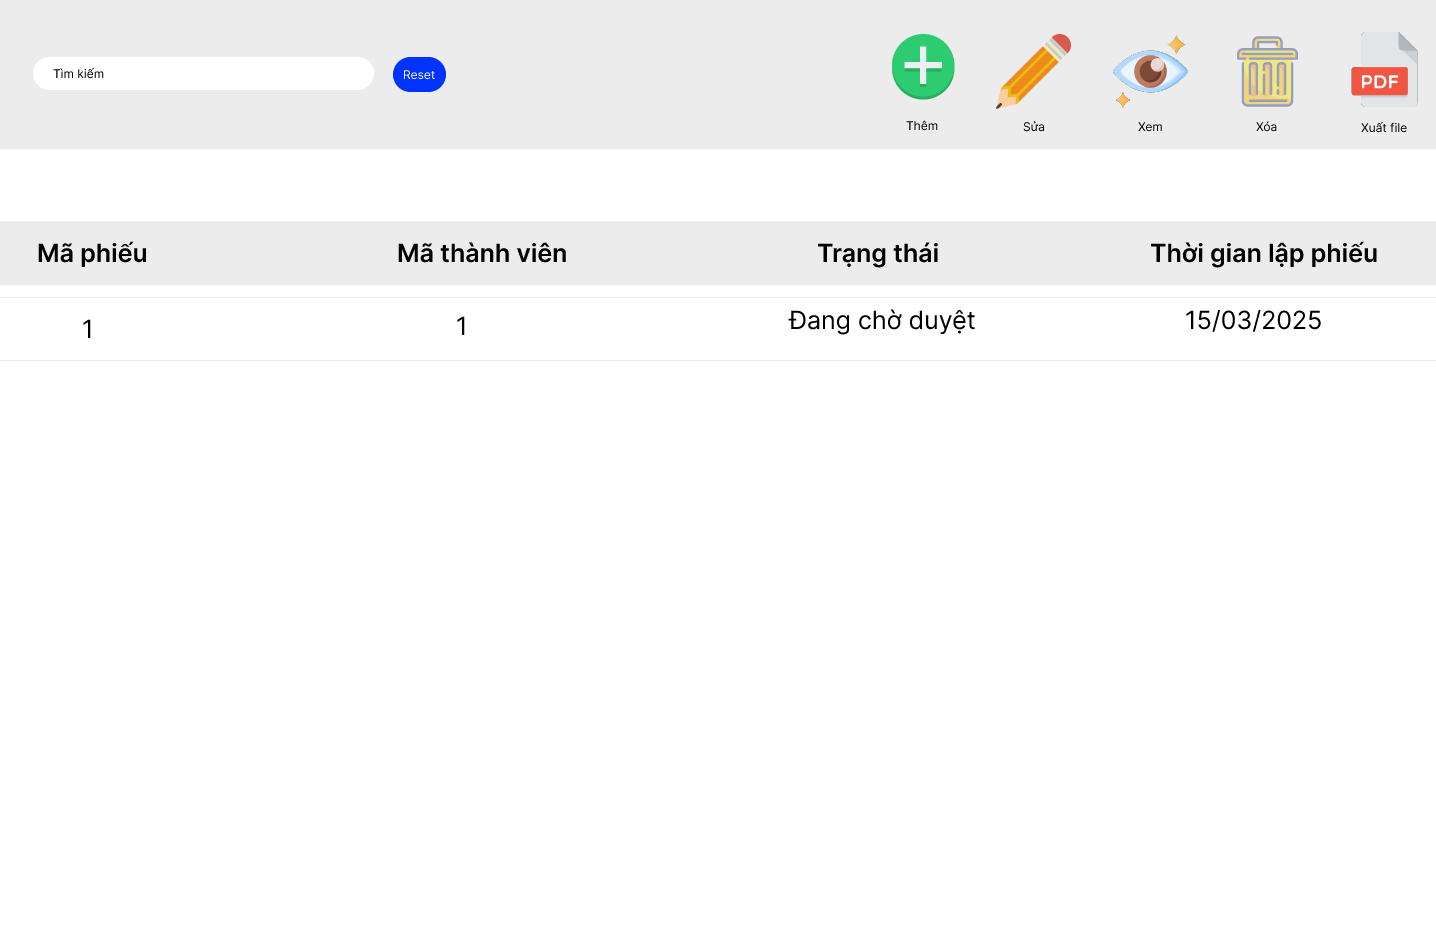 Tìm kiếm
Reset
Thêm
Sửa
Xem
Xóa
PDF
Xuất file
Mã phiếu
Mã thành viên
Trạng thái
Thời gian lập phiếu
1
1
Đang chờ duyệt
15/03/2025